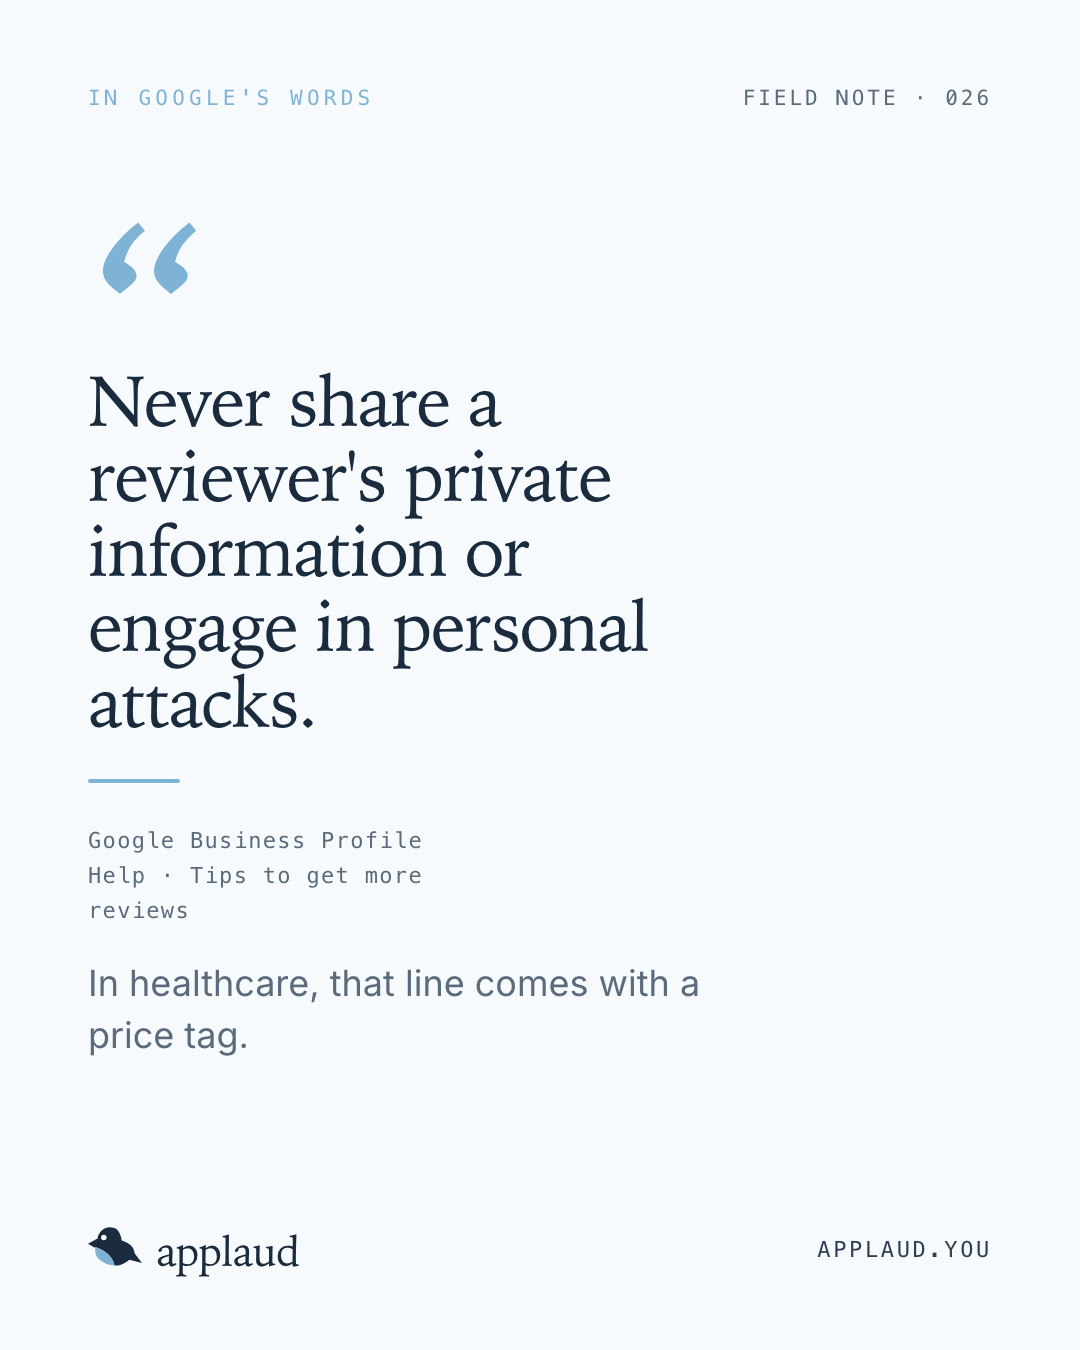 IN GOOGLE'S WORDS
FIELD NOTE · 026
“
Never share a
reviewer's private
information or
engage in personal
attacks.
Google Business Profile
Help · Tips to get more
reviews
In healthcare, that line comes with a
price tag.
applaud
APPLAUD.YOU